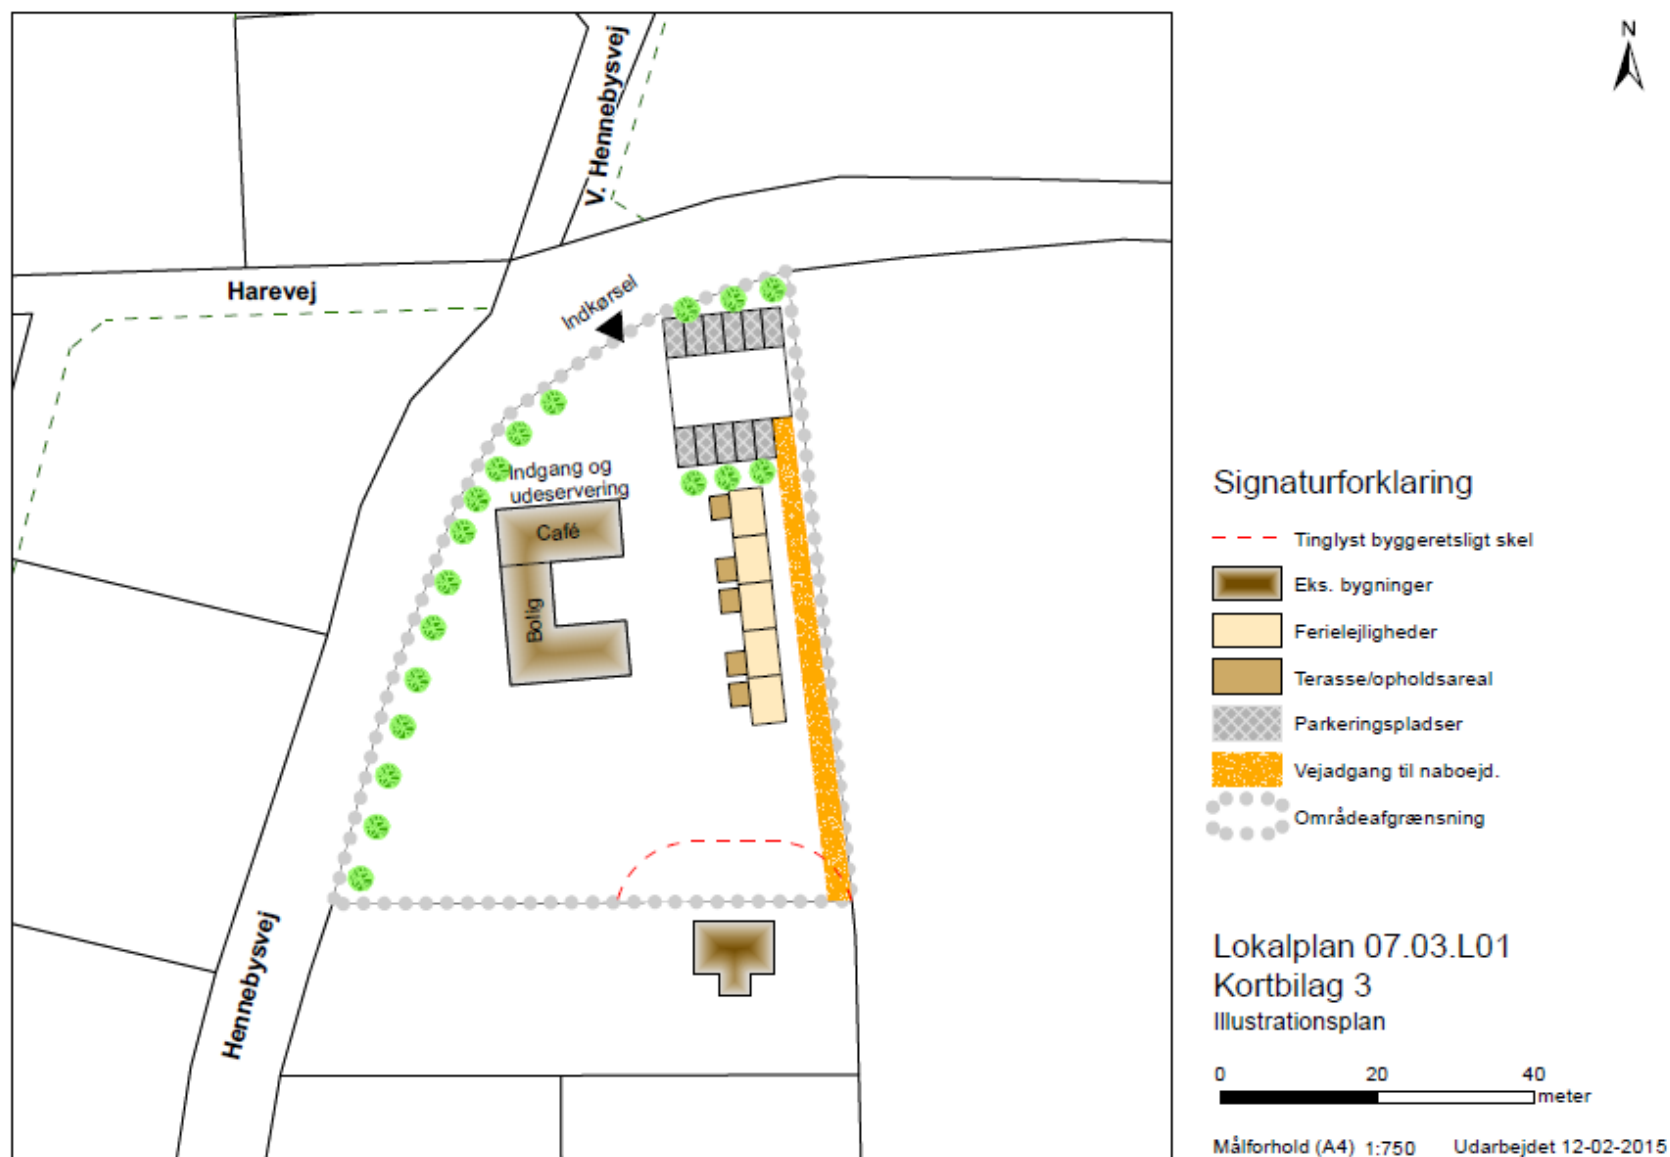 N
V. Hennebysvej
Harevej
Indkørsel
Indgang og
udeservering
Café
Bolig
Hennebysvej
Signaturforklaring
Tinglyst byggeretsligt skel
Eks. bygninger
Ferielejligheder
Terasse/opholdsareal
Parkeringspladser
Vejadgang til naboejd.
Områdeafgrænsning
Lokalplan 07.03.L01
Kortbilag 3
Illustrationsplan
0 20 40
meter
Målforhold (A4) 1:750 Udarbejdet 12-02-2015